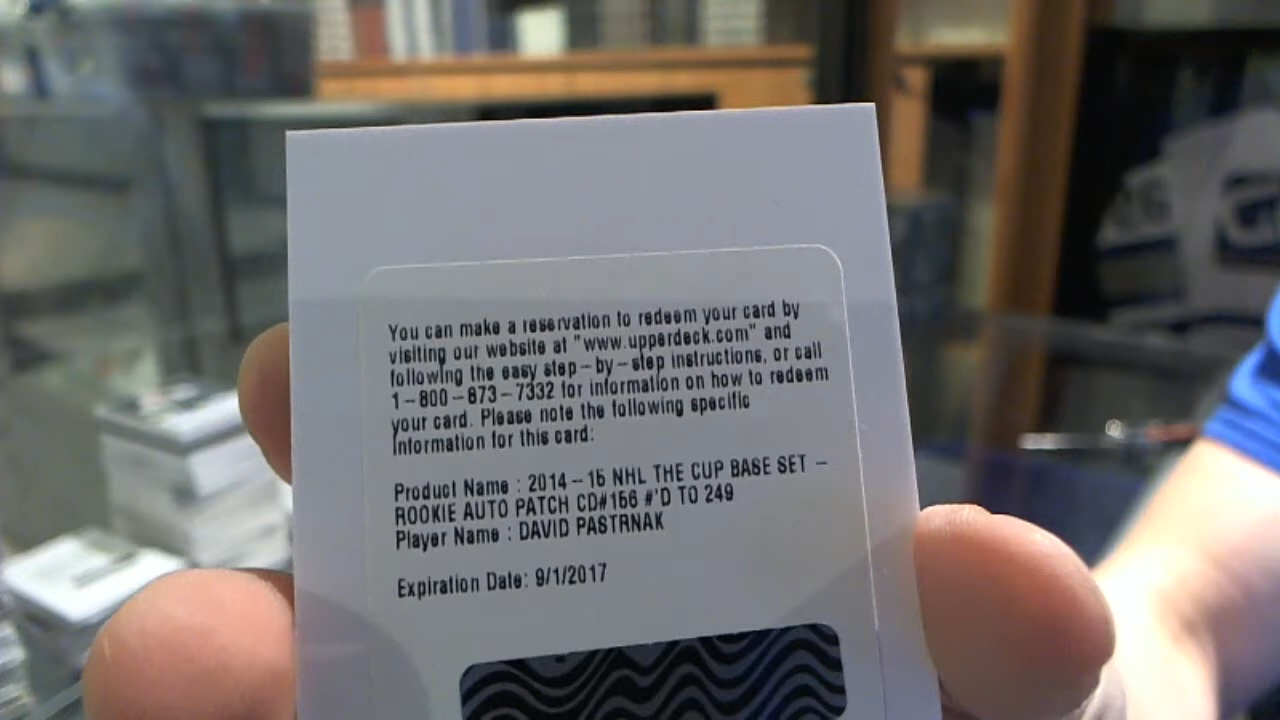 You can make a reservation to redeem your card by
visiting our website at "www.upperdeck.com" and
following the easy step-by-step instructions, or call
1-800-873-7332 for information on how to redeem
your card. Please note the following specific
information for this card:
Product Name : 2014-15 NHL THE CUP BASE SET -
ROOKIE AUTO PATCH CD#166 #'D TO 249
Player Name : DAVID PASTRNAK
Expiration Date: 9/1/2017